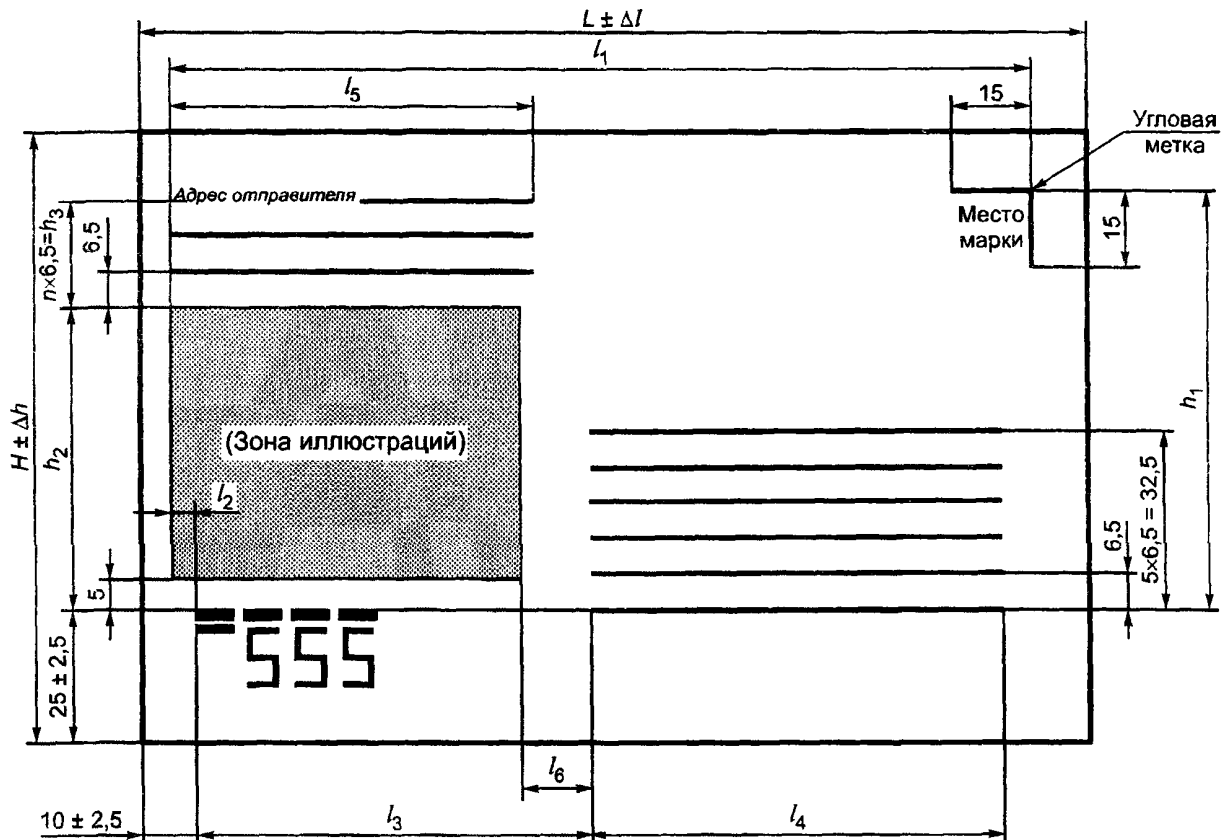 L ± Δl
l₁
l₅
15
Угловая
метка
Адрес отправителя
Место
марки
15
n×6,5=h₃
6,5
H ± Δh
h₂
h₁
(Зона иллюстраций)
l₂
5×6,5 = 32,5
6,5
5
25 ± 2,5
555
l₆
10 ± 2,5
l₃
l₄